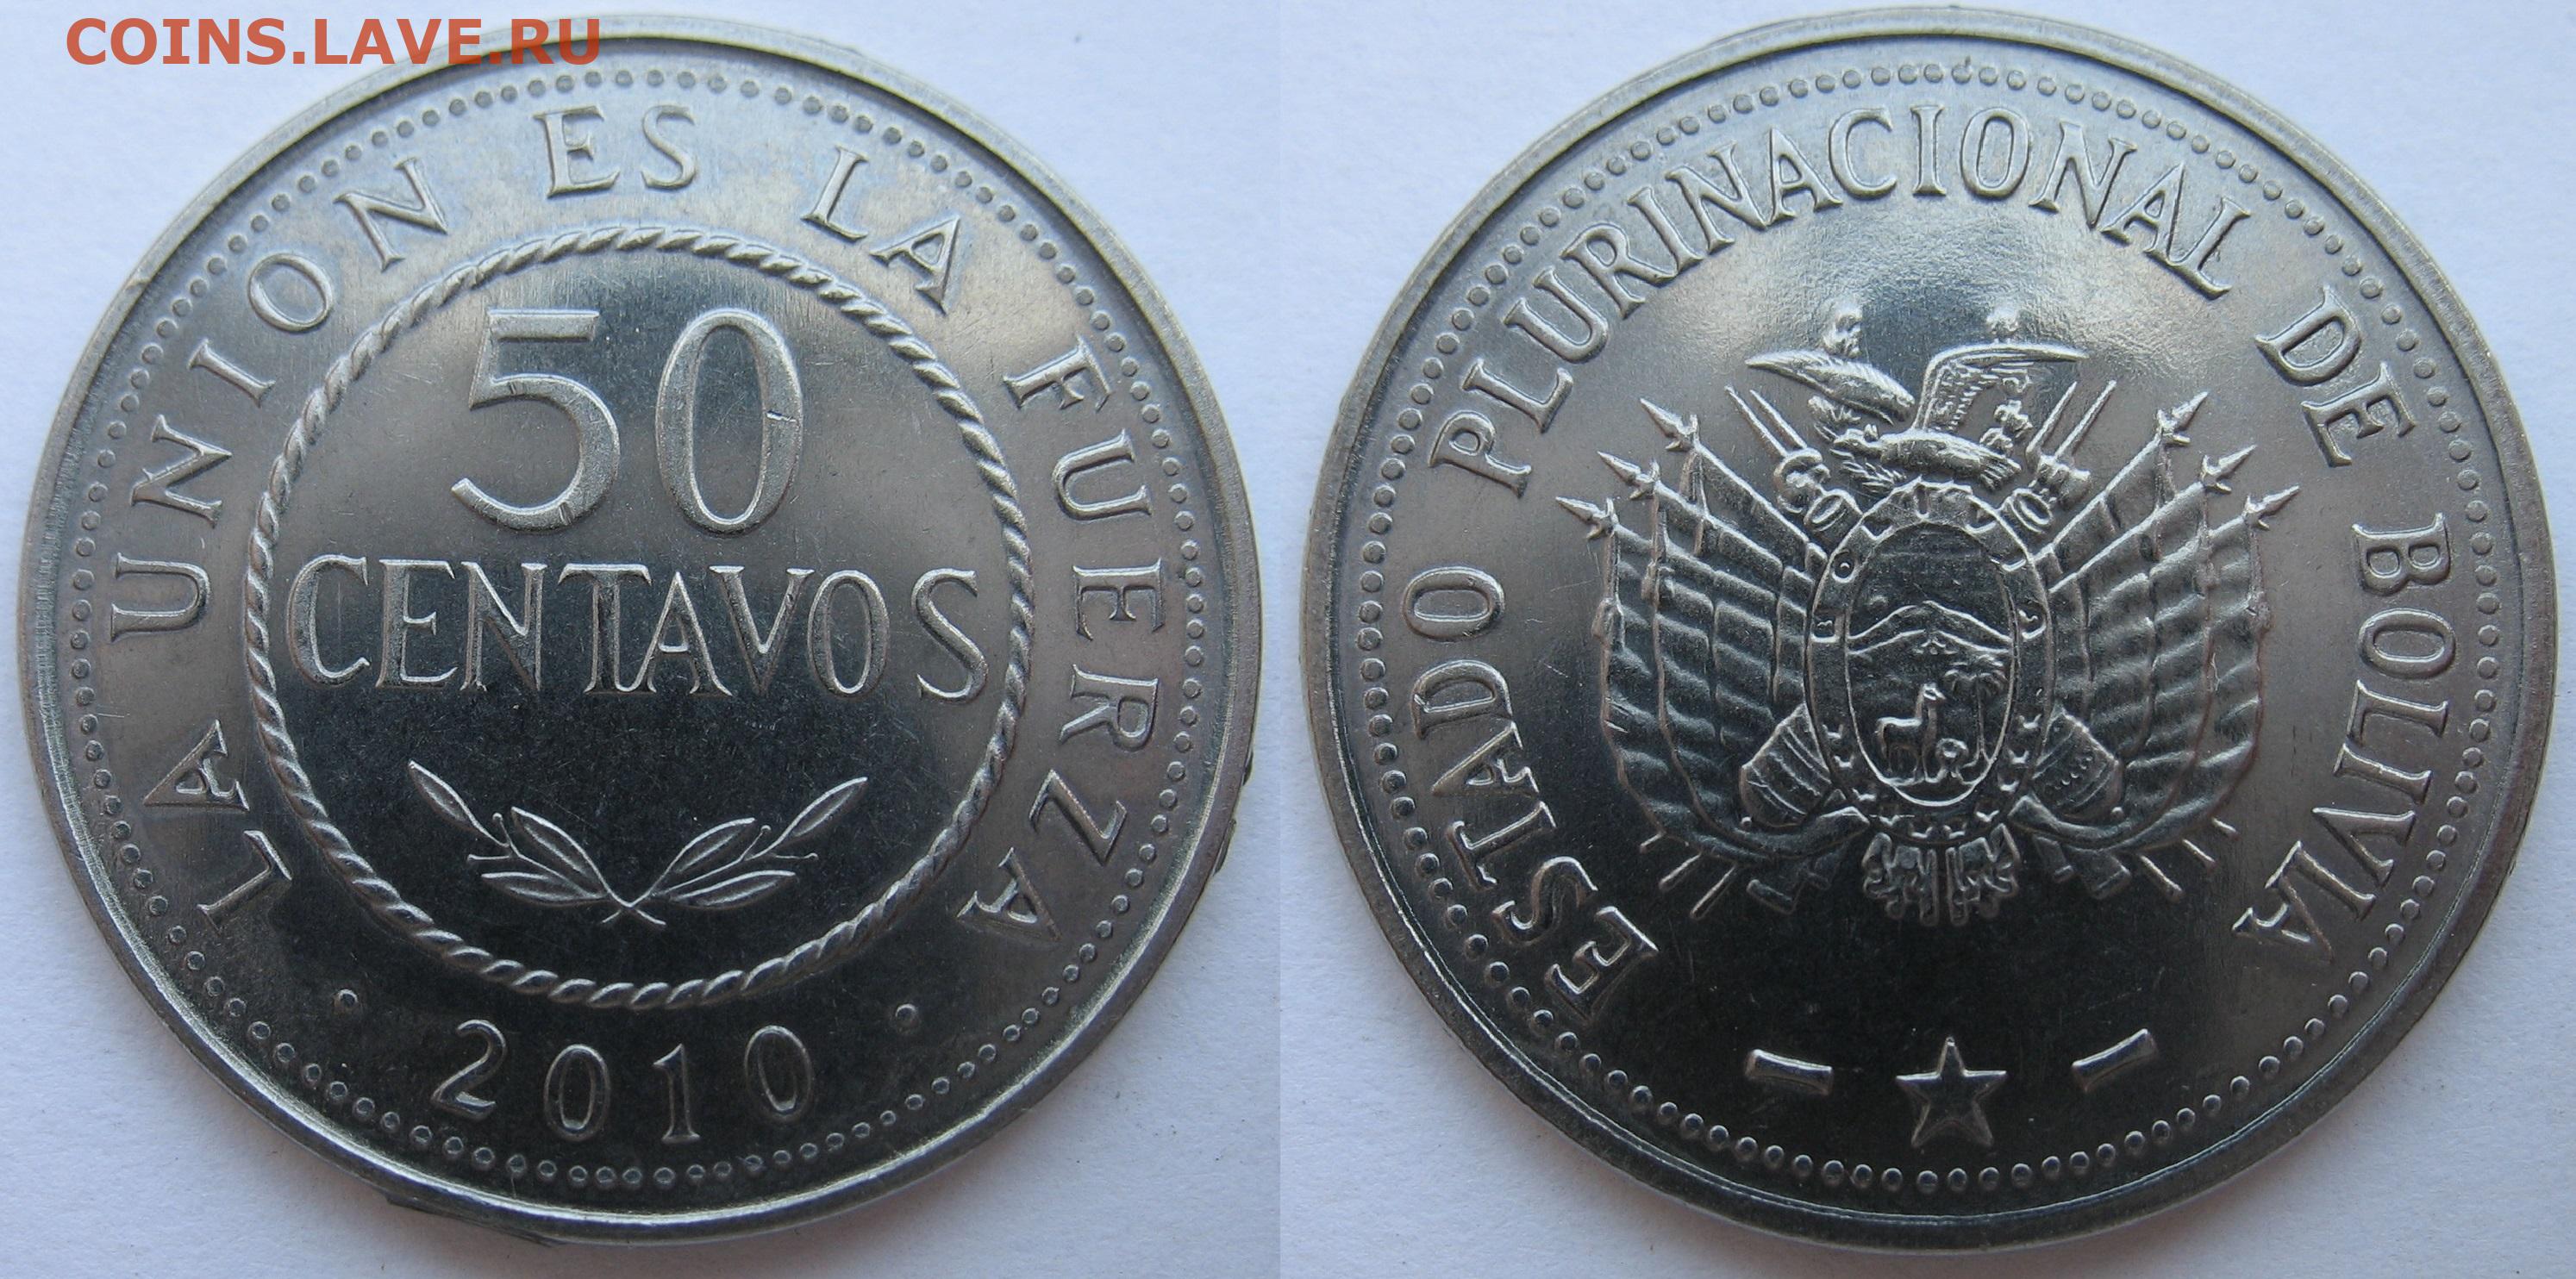 COINS.LAVE.RU
LA UNION ES LA FUERZA
50
CENTAVOS
· 2010 ·
ESTADO PLURINACIONAL DE BOLIVIA